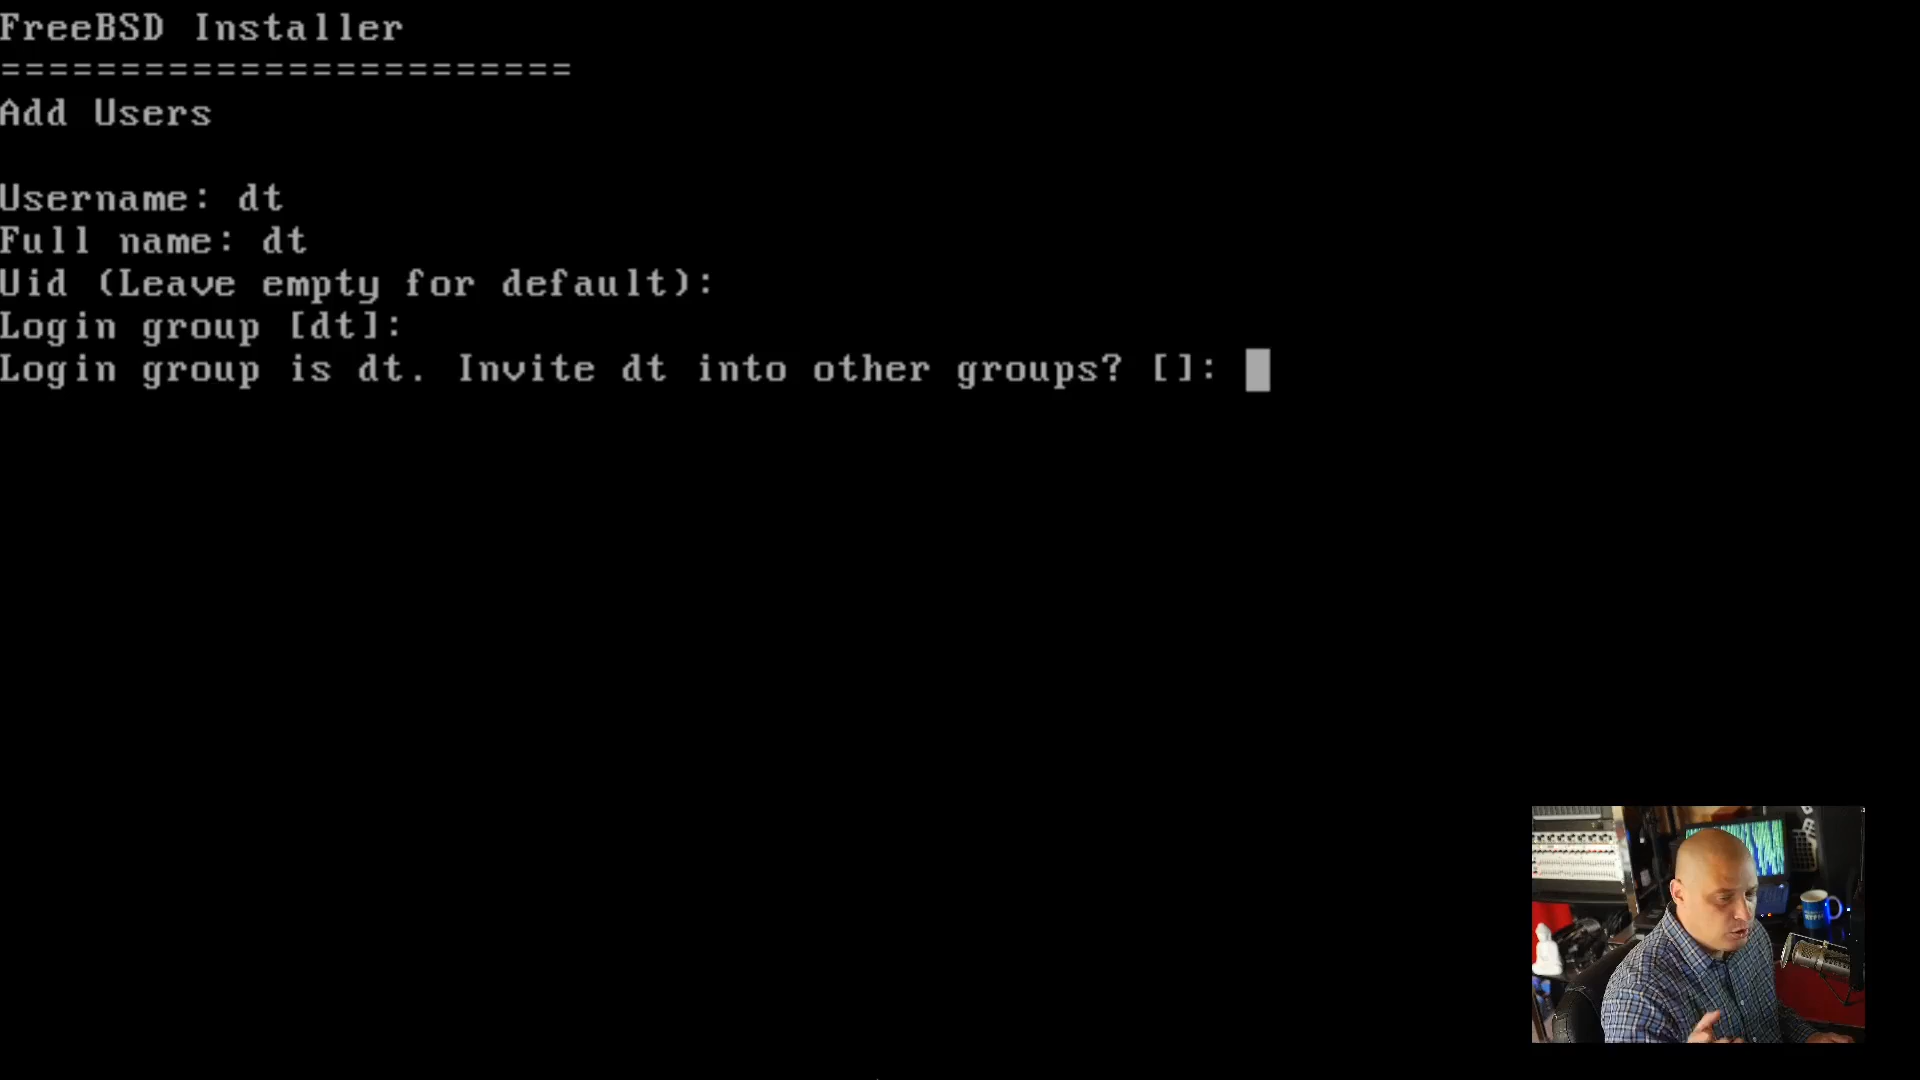 FreeBSD Installer
========================
Add Users
Username: dt
Full name: dt
Uid (Leave empty for default):
Login group [dt]:
Login group is dt. Invite dt into other groups? []: